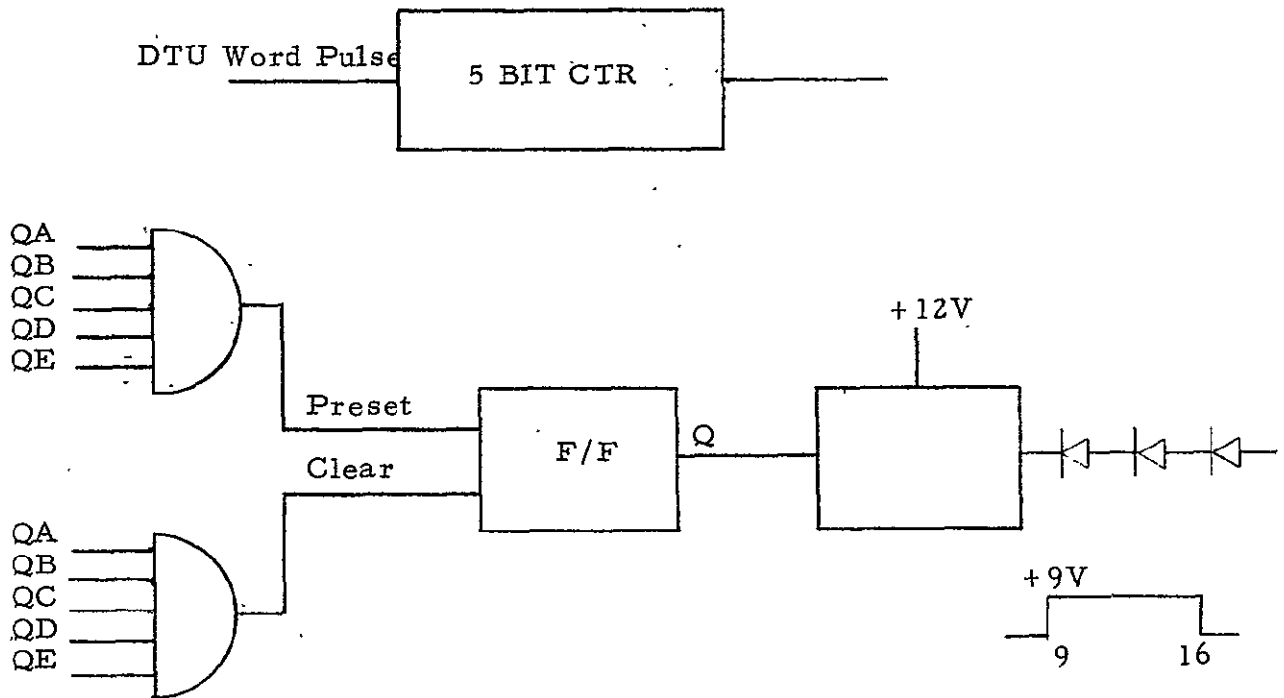 DTU Word Pulse
5 BIT CTR
QA
QB
QC
QD
QE
+12V
Preset
F/F
Q
Clear
QA
QB
QC
QD
QE
+9V
9 16